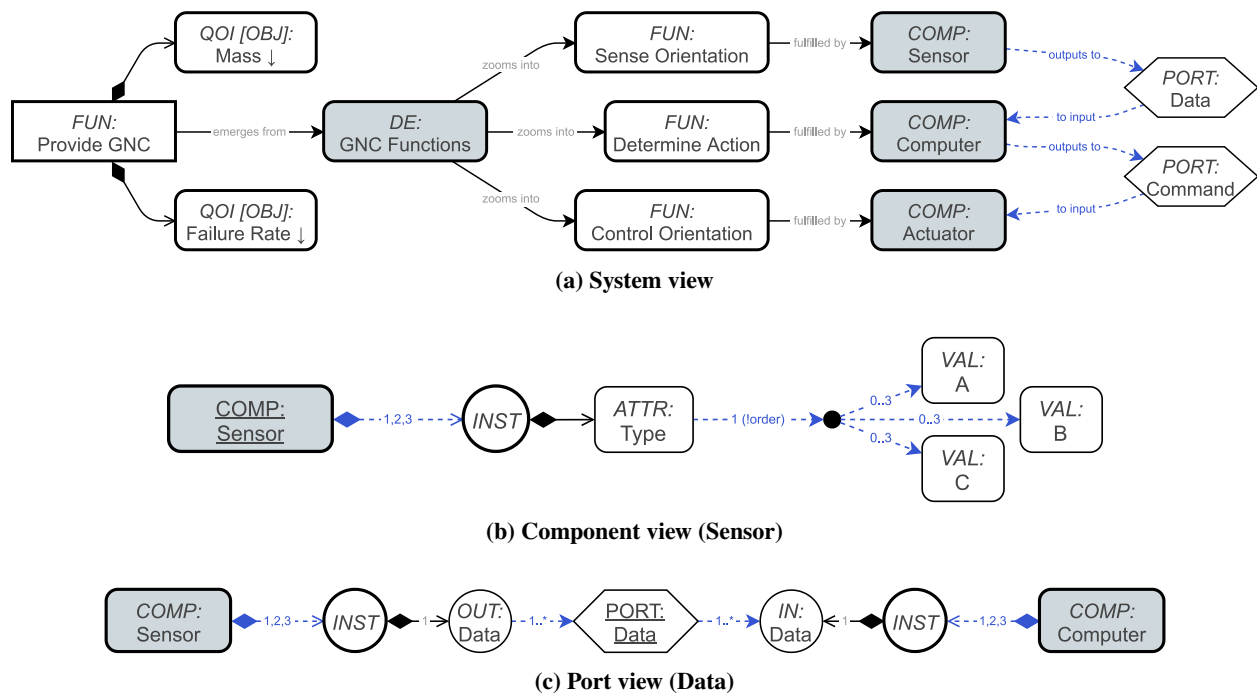 QOI [OBJ]:
Mass ↓
FUN:
Provide GNC
QOI [OBJ]:
Failure Rate ↓
emerges from
DE:
GNC Functions
zooms into
zooms into
zooms into
FUN:
Sense Orientation
FUN:
Determine Action
FUN:
Control Orientation
fulfilled by
fulfilled by
fulfilled by
COMP:
Sensor
COMP:
Computer
COMP:
Actuator
outputs to
to input
outputs to
to input
PORT:
Data
PORT:
Command
(a) System view
COMP:
Sensor
1,2,3
INST
ATTR:
Type
1 (!order)
0..3
0..3
0..3
VAL:
A
VAL:
B
VAL:
C
(b) Component view (Sensor)
COMP:
Sensor
1,2,3
INST
1
OUT:
Data
1..*
PORT:
Data
1..*
IN:
Data
1
INST
1,2,3
COMP:
Computer
(c) Port view (Data)